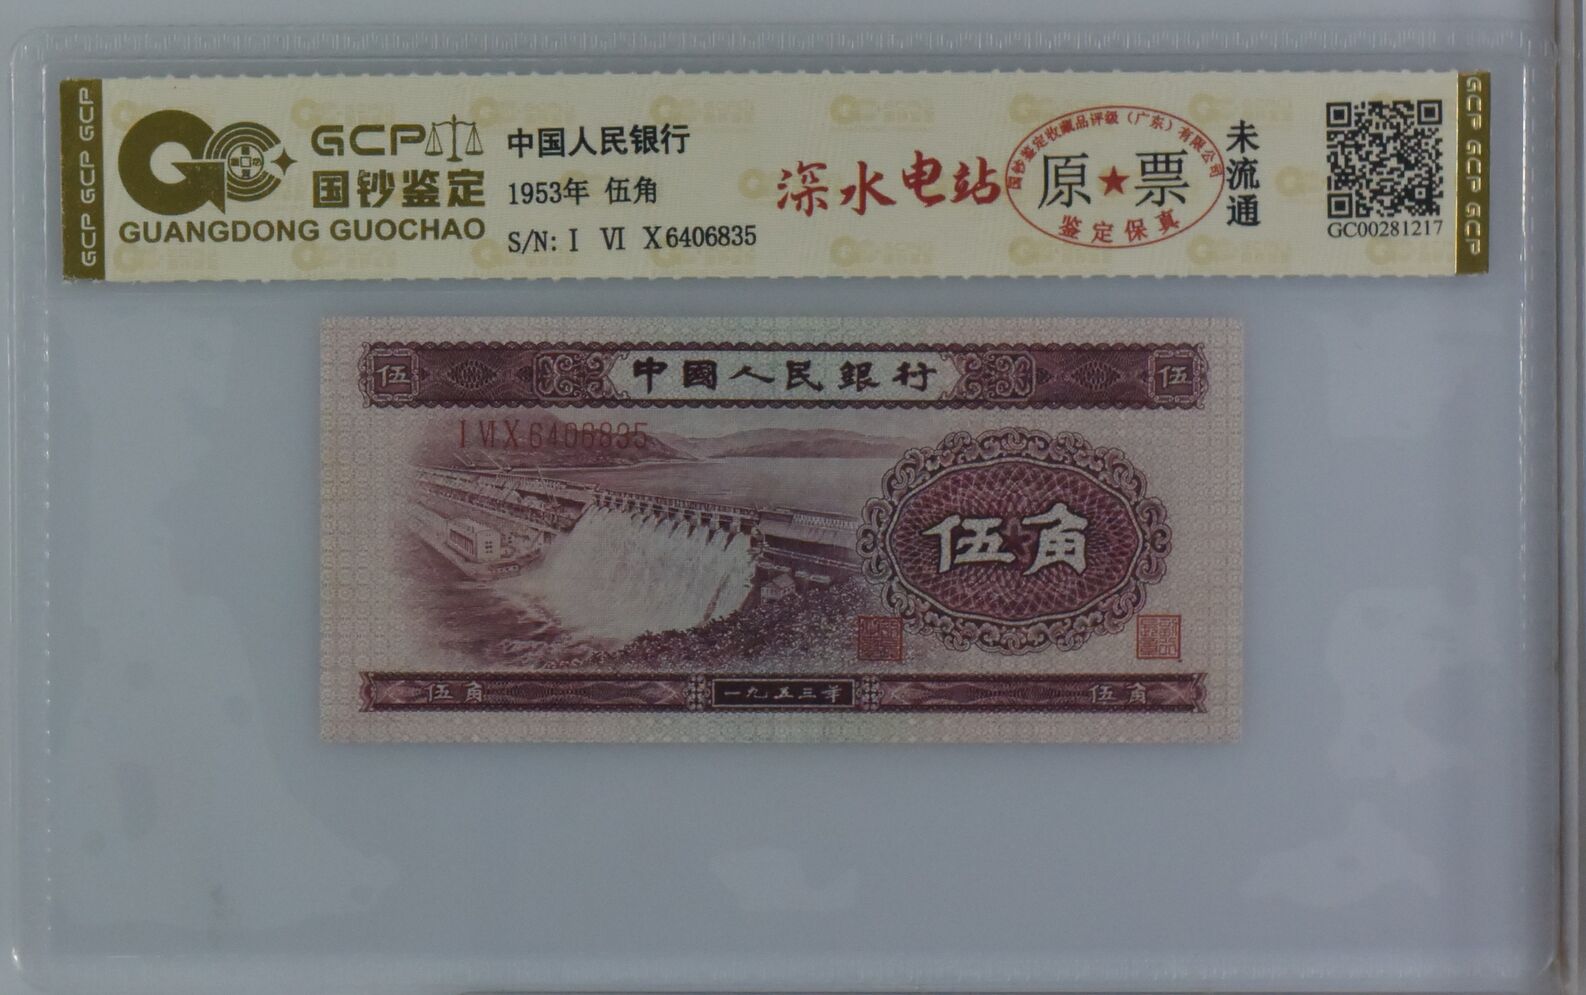 GCP GCP GCP
GCP
国钞鉴定
GUANGDONG GUOCHAO
中国人民银行
1953年 伍角
S/N: I VI X6406835
深水电站
国钞鉴定收藏品评级（广东）有限公司
原★票
鉴定保真
未流通
GC00281217
GCP GCP GCP
伍
中國人民銀行
伍
I VI X 6406835
伍角
伍角
一九五三年
伍角